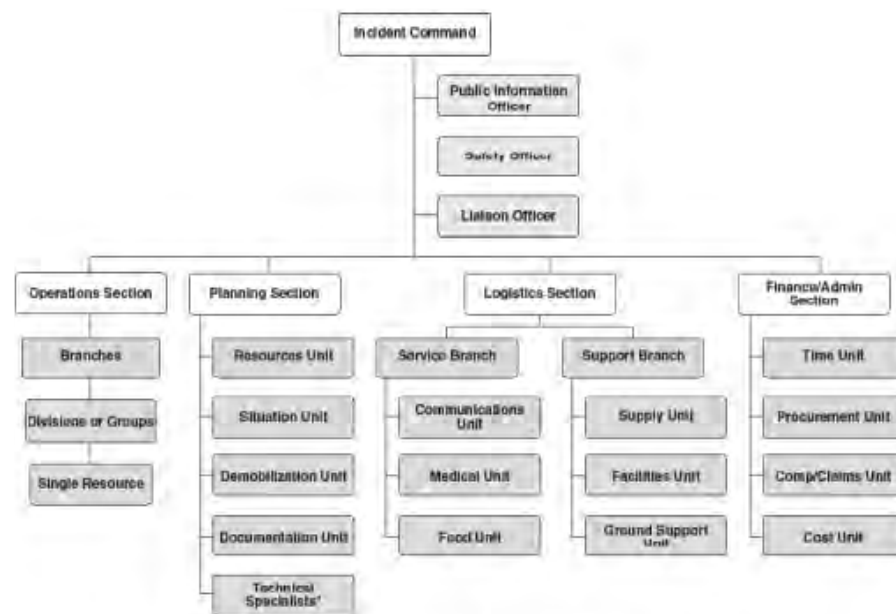 Incident Command
Public Information
Officer
Safety Officer
Liaison Officer
Operations Section
Planning Section
Logistics Section
Finance/Admin
Section
Branches
Resources Unit
Service Branch
Support Branch
Time Unit
Divisions or Groups
Situation Unit
Communications
Unit
Supply Unit
Procurement Unit
Single Resource
Demobilization Unit
Medical Unit
Facilities Unit
Comp/Claims Unit
Documentation Unit
Food Unit
Ground Support
Unit
Cost Unit
Technical
Specialists*